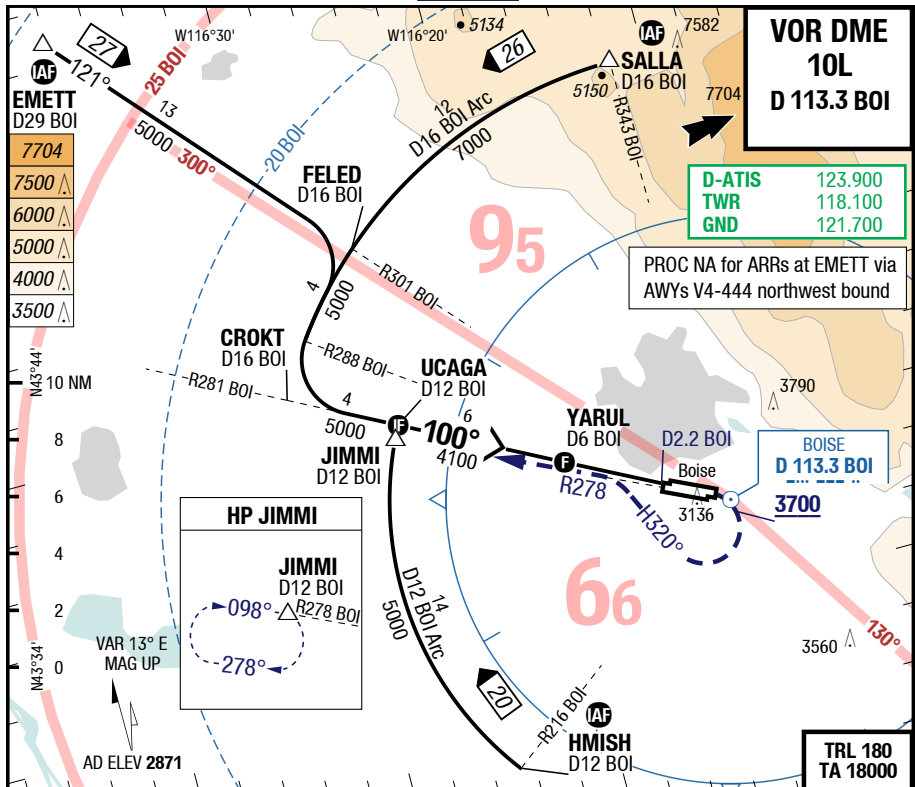 VOR DME
10L
D 113.3 BOI
D-ATIS 123.900
TWR 118.100
GND 121.700
PROC NA for ARRs at EMETT via
AWYs V4-444 northwest bound
W116°30'
W116°20'
5134
7582
27
26
25 BOI
IAF
EMETT
D29 BOI
121°
13
5000
300°
20 BOI
IAF
SALLA
D16 BOI
5150
7704
R343 BOI
12
D16 BOI Arc
7000
7704
7500
6000
5000
4000
3500
FELED
D16 BOI
95
R301 BOI
4
5000
CROKT
D16 BOI
R288 BOI
R281 BOI
4
5000
UCAGA
D12 BOI
IF
JIMMI
D12 BOI
100°
6
4100
YARUL
D6 BOI
F
D2.2 BOI
Boise
3790
BOISE
D 113.3 BOI
3700
3136
R278
H320°
N43°44'
10 NM
8
6
4
2
0
N43°34'
HP JIMMI
JIMMI
D12 BOI
R278 BOI
098°
278°
66
14
D12 BOI Arc
5000
20
R216 BOI
IAF
HMISH
D12 BOI
3560
130°
VAR 13° E
MAG UP
AD ELEV 2871
TRL 180
TA 18000